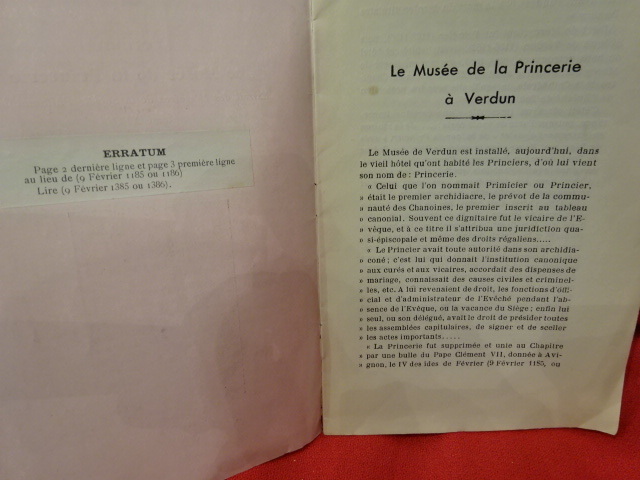 ERRATUM
Page 2 dernière ligne et page 3 première ligne
au lieu de (9 Février 1185 ou 1186)
Lire (9 Février 1385 ou 1386).
Le Musée de la Princerie
à Verdun
Le Musée de Verdun est installé, aujourd'hui, dans
le vieil hôtel qu'ont habité les Princiers, d'où lui vient
son nom de : Princerie.
« Celui que l'on nommait Primicier ou Princier,
» était le premier archidiacre, le prévot de la commu-
» nauté des Chanoines, le premier inscrit au tableau
» canonial. Souvent ce dignitaire fut le vicaire de l'E-
» vêque, et à ce titre il s'attribua une juridiction qua-
» si-épiscopale et même des droits régaliens.....
« Le Princier avait toute autorité dans son archidia-
» coné ; c'est lui qui donnait l'institution canonique
» aux curés et aux vicaires, accordait des dispenses de
» mariage, connaissait des causes civiles et criminel-
» les, etc. A lui revenaient de droit, les fonctions d'offi-
» cial et d'administrateur de l'Evêché pendant l'ab-
» sence de l'Evêque, ou la vacance du Siège ; enfin lui
» seul, ou son délégué, avait le droit de présider toutes
» les assemblées capitulaires, de signer et de sceller
» les actes importants.....
« La Princerie fut supprimée et unie au Chapitre
» par une bulle du Pape Clément VII, donnée à Avi-
» gnon, le IV des ides de Février (9 Février 1185, ou